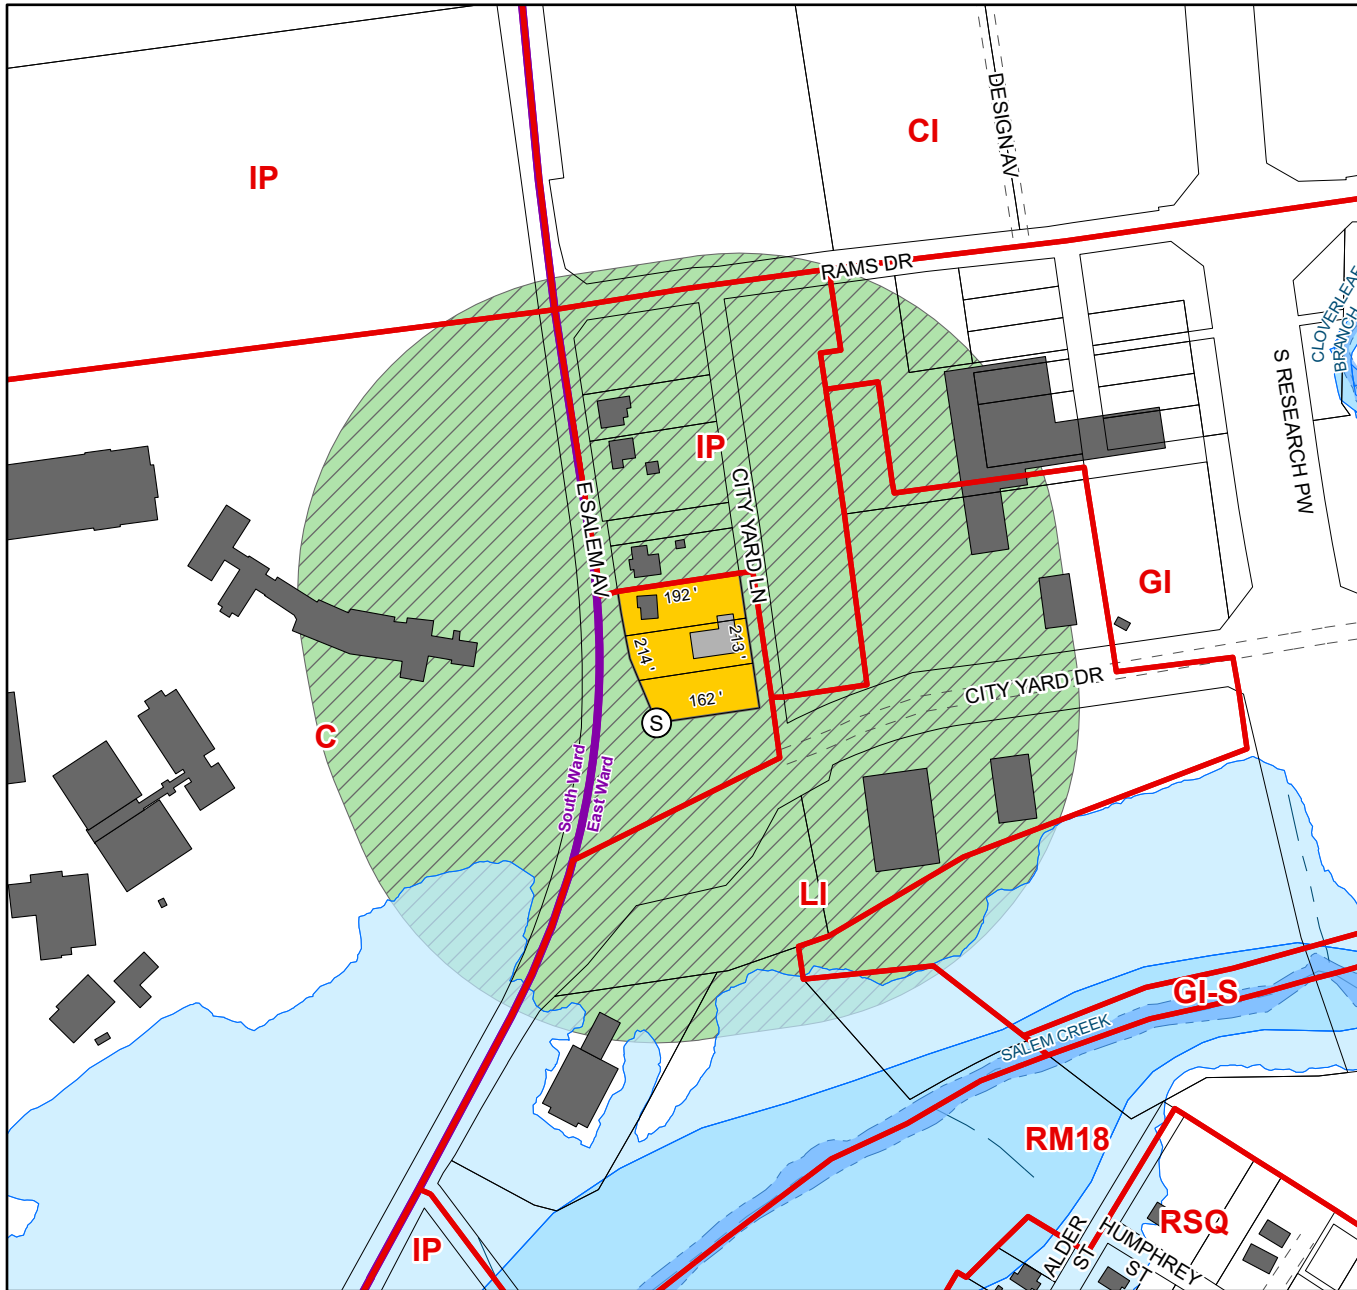 CI
DESIGN AV
IP
RAMS DR
CLOVERLEAF
BRANCH
S RESEARCH PW
IP
CITY YARD LN
E SALEM AV
GI
192 '
214 '
213 '
162 '
CITY YARD DR
S
C
South Ward
East Ward
LI
GI-S
SALEM CREEK
RM18
RSQ
ALDER
ST
HUMPHREY
ST
IP